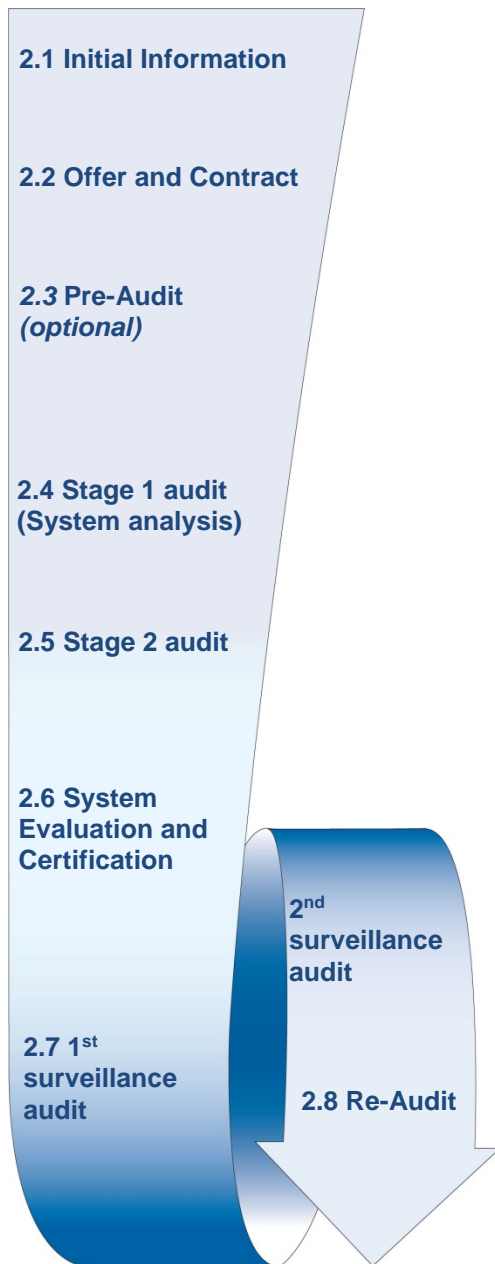 2.1 Initial Information
2.2 Offer and Contract
2.3 Pre-Audit
(optional)
2.4 Stage 1 audit
(System analysis)
2.5 Stage 2 audit
2.6 System
Evaluation and
Certification
2.7 1st
surveillance
audit
2nd
surveillance
audit
2.8 Re-Audit